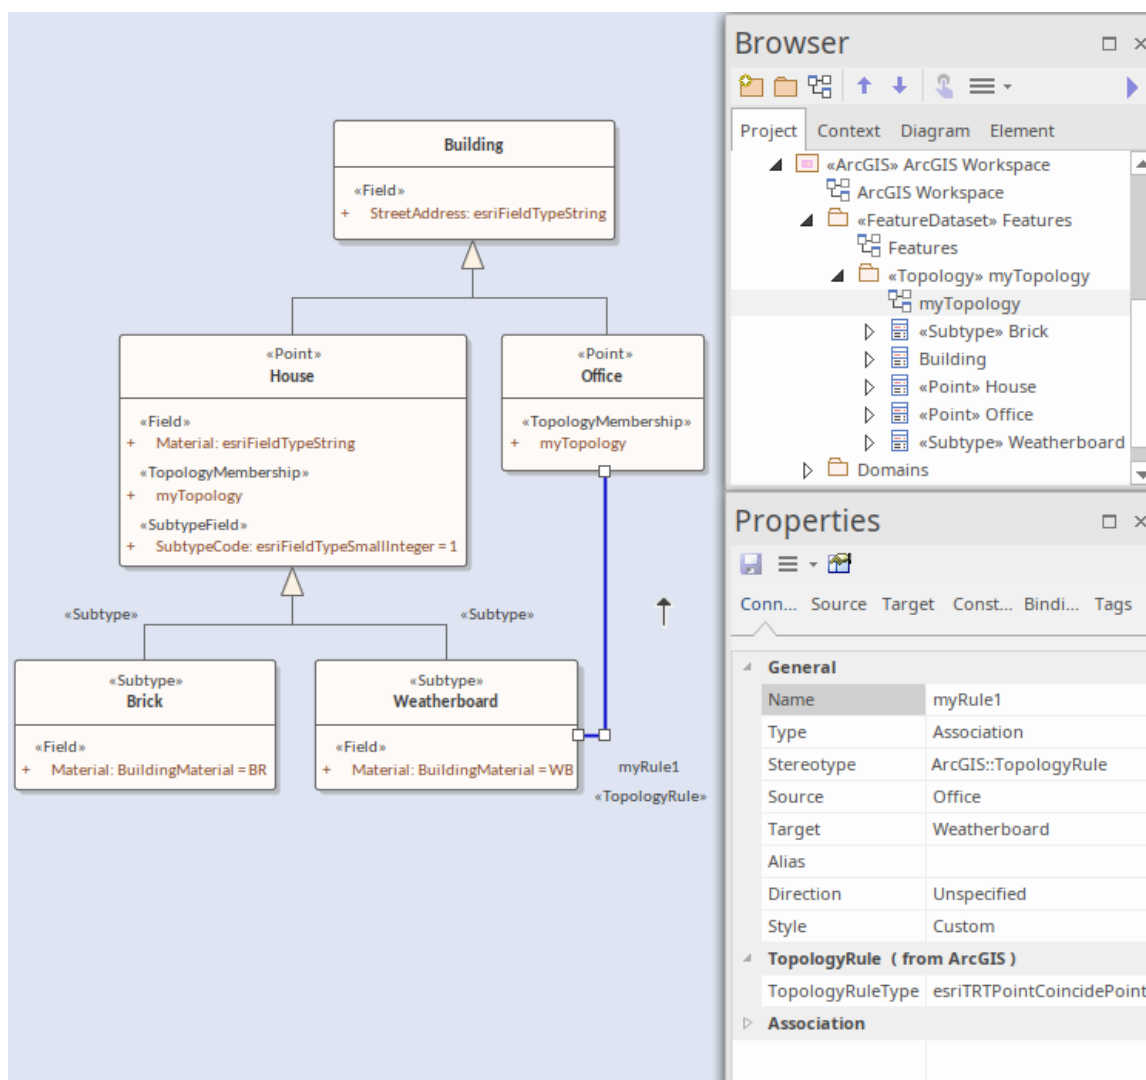 Building
«Field»
+ StreetAddress: esriFieldTypeString
«Point»
House
«Field»
+ Material: esriFieldTypeString
«TopologyMembership»
+ myTopology
«SubtypeField»
+ SubtypeCode: esriFieldTypeSmallInteger = 1
«Point»
Office
«TopologyMembership»
+ myTopology
«Subtype»
«Subtype»
«Subtype»
Brick
«Field»
+ Material: BuildingMaterial = BR
«Subtype»
Weatherboard
«Field»
+ Material: BuildingMaterial = WB
myRule1
«TopologyRule»
Browser
Project Context Diagram Element
«ArcGIS» ArcGIS Workspace
ArcGIS Workspace
«FeatureDataset» Features
Features
«Topology» myTopology
myTopology
«Subtype» Brick
Building
«Point» House
«Point» Office
«Subtype» Weatherboard
Domains
Properties
Conn... Source Target Const... Bindi... Tags
General
Name myRule1
Type Association
Stereotype ArcGIS::TopologyRule
Source Office
Target Weatherboard
Alias
Direction Unspecified
Style Custom
TopologyRule ( from ArcGIS )
TopologyRuleType esriTRTPointCoincidePoint
Association